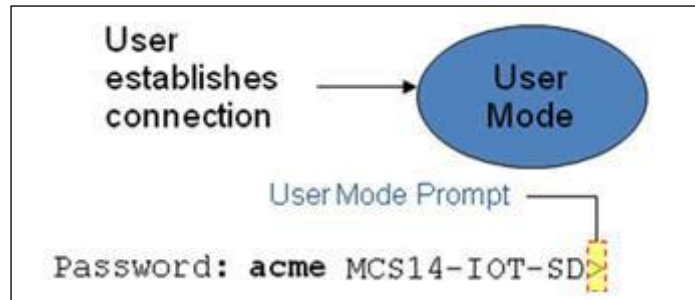 User
establishes
connection
User
Mode
User Mode Prompt
Password: acme MCS14-IOT-SD>